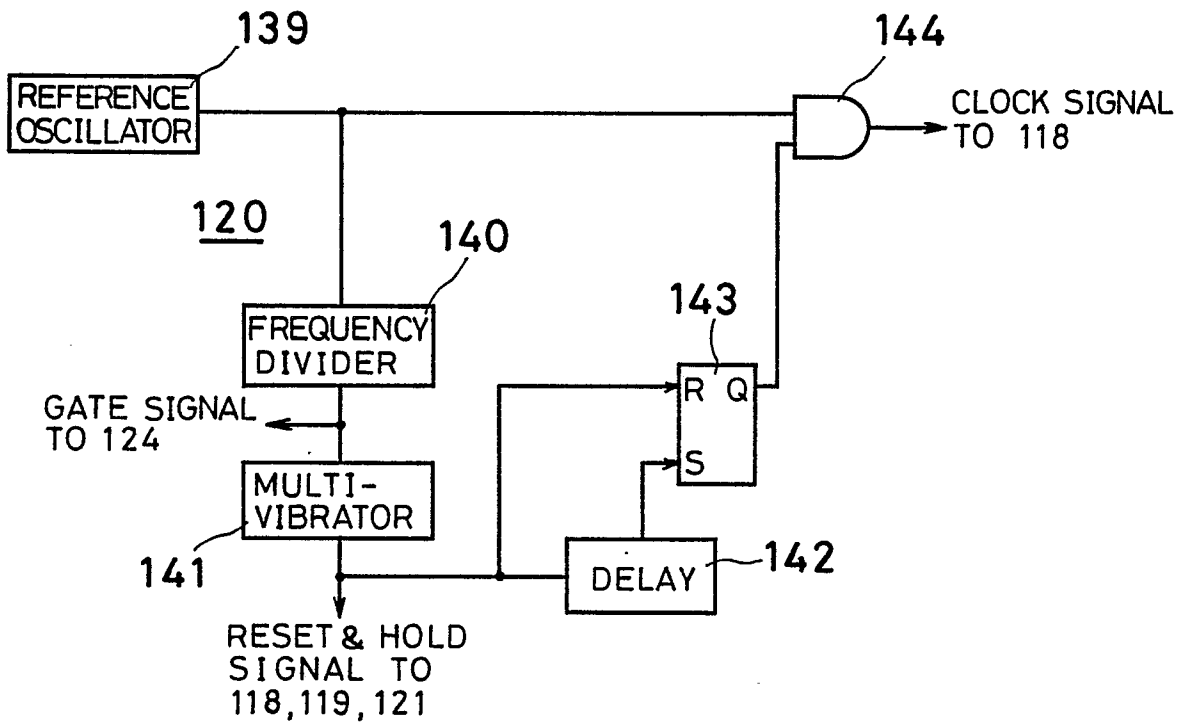 139
144
REFERENCE
OSCILLATOR
CLOCK SIGNAL
TO 118
120
140
143
FREQUENCY
DIVIDER
R Q
GATE SIGNAL
TO 124
S
MULTI-
VIBRATOR
141
DELAY
142
RESET & HOLD
SIGNAL TO
118, 119, 121